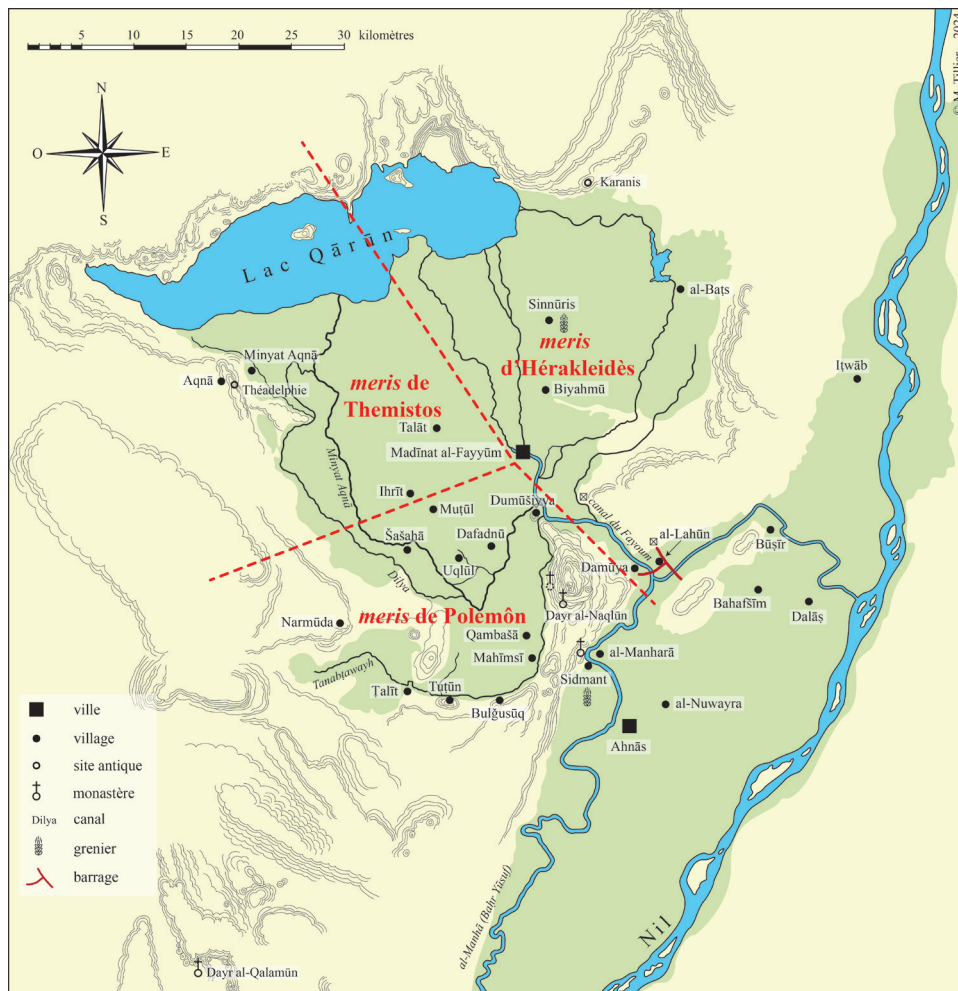 5 10 15 20 25 30 kilomètres
© M. Tillier - 2024
N
O
E
S
Karanis
Lac Qārūn
al-Baṭs
Sinnūris
meris
d'Hérakleidès
Minyat Aqnā
Aqnā
Théadelphie
meris de
Themistos
Biyahmū
Iṭwāb
Talāt
Madīnat al-Fayyūm
Minyat Aqnā
Ihrīt
Muṭūl
Dumūšiyya
canal du Fayoum
al-Lahūn
Būṣīr
Šašahā
Dafadnū
Uqlūl
Damūya
Dilya
Bahafšīm
Dalāṣ
meris de Polemôn
Dayr al-Naqlūn
Narmūda
Qambašā
Mahīmsī
al-Manharā
Sidmant
Tanabṭawayh
Ṭalīt
Tuṭūn
Bulǧusūq
al-Nuwayra
Ahnās
ville
village
site antique
monastère
Dilya canal
grenier
barrage
al-Manhā (Baḥr Yūsuf)
Nil
Dayr al-Qalamūn